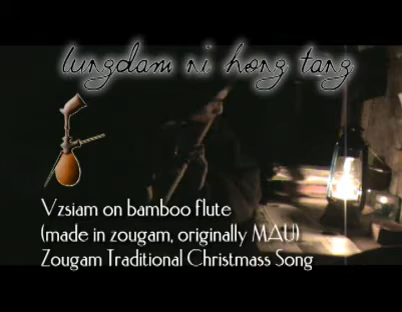 lungdam ni hong tang
Vzsiam on bamboo flute
(made in zougam, originally MAU)
Zougam Traditional Christmass Song